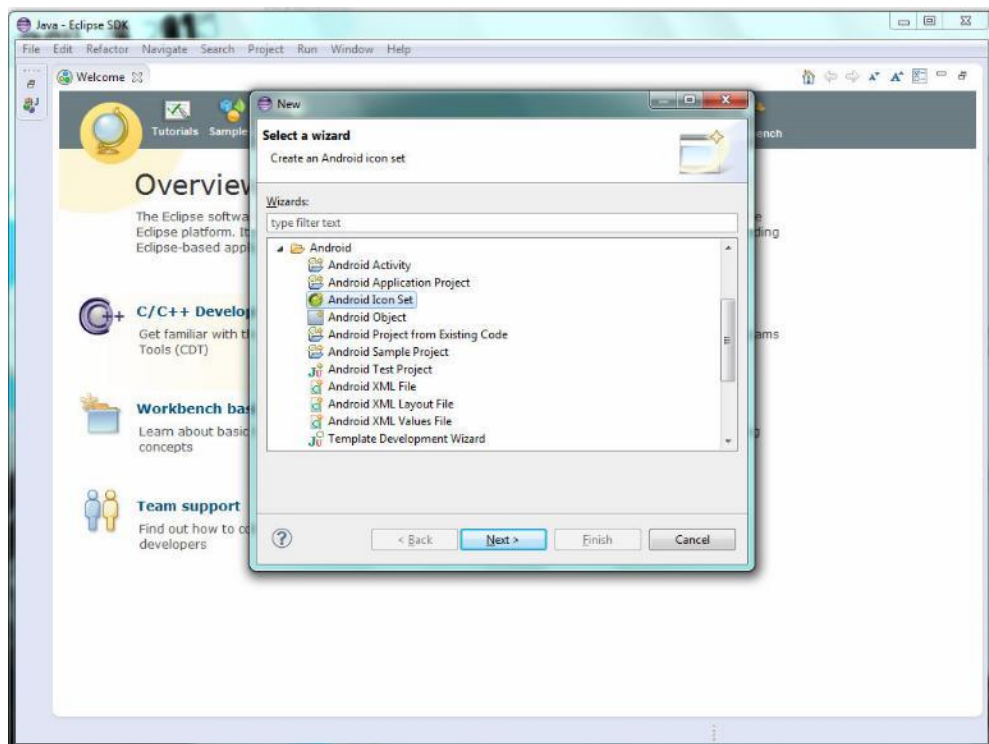 Java - Eclipse SDK
File Edit Refactor Navigate Search Project Run Window Help
Welcome
Tutorials Sample
ench
New
Select a wizard
Create an Android icon set
Wizards:
type filter text
Android
Android Activity
Android Application Project
Android Icon Set
Android Object
Android Project from Existing Code
Android Sample Project
Android Test Project
Android XML File
Android XML Layout File
Android XML Values File
Template Development Wizard
< Back Next > Finish Cancel
Overview
The Eclipse softwa
Eclipse platform. It
ding
Eclipse-based app
C/C++ Develop
Get familiar with th
ams
Tools (CDT)
Workbench bas
Learn about basic
concepts
Team support
Find out how to co
developers